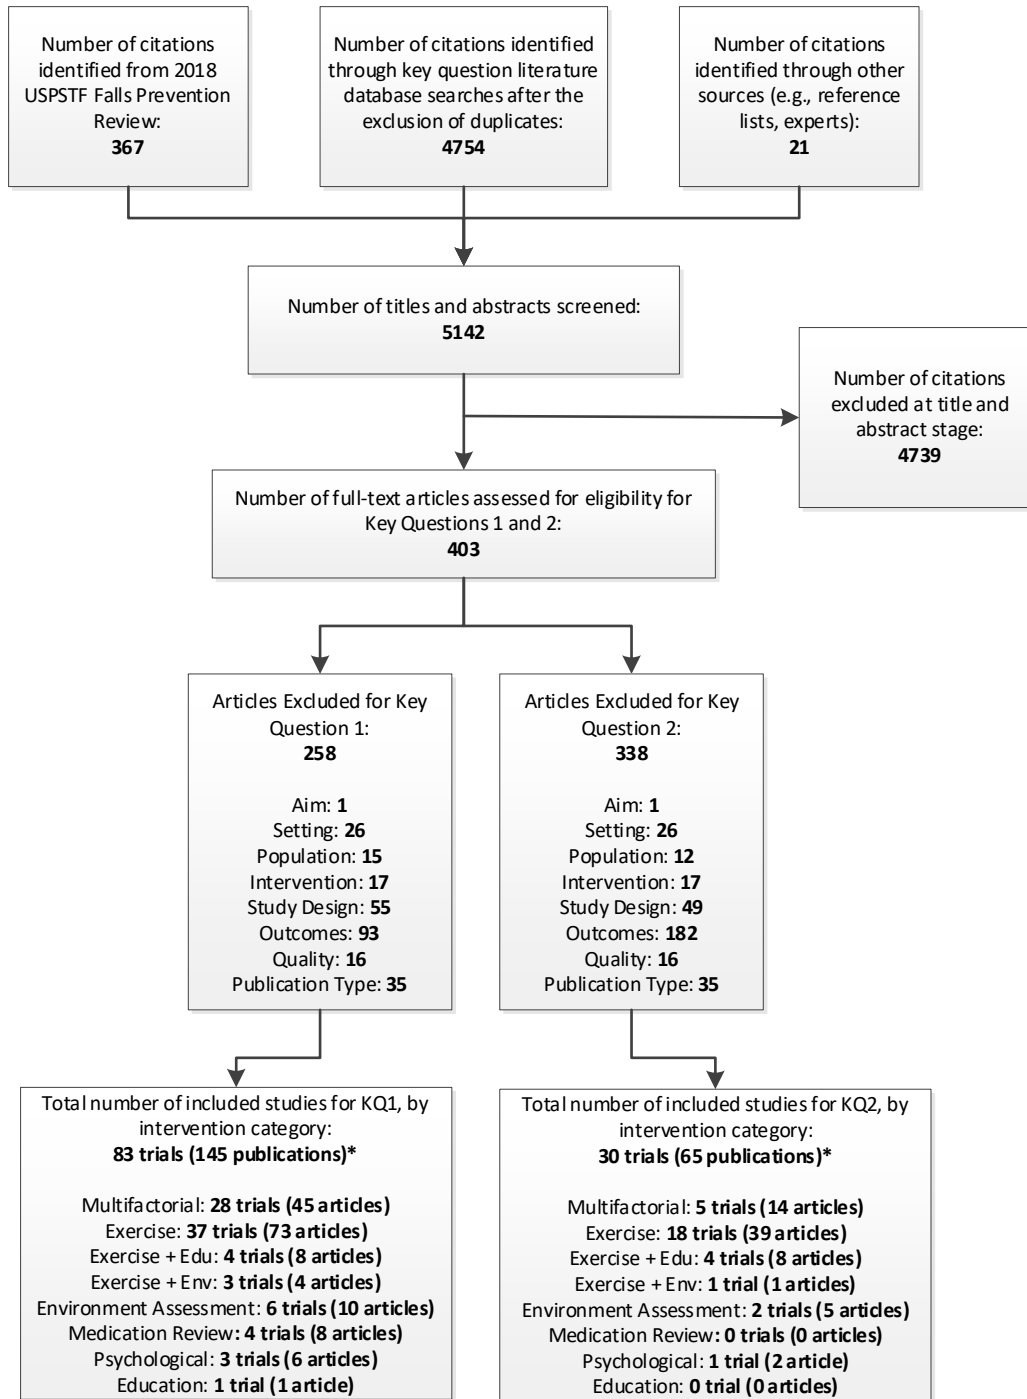 Number of citations
identified from 2018
USPSTF Falls Prevention
Review:
367
Number of citations identified
through key question literature
database searches after the
exclusion of duplicates:
4754
Number of citations
identified through other
sources (e.g., reference
lists, experts):
21
Number of titles and abstracts screened:
5142
Number of citations
excluded at title and
abstract stage:
4739
Number of full-text articles assessed for eligibility for
Key Questions 1 and 2:
403
Articles Excluded for Key
Question 1:
258
Aim: 1
Setting: 26
Population: 15
Intervention: 17
Study Design: 55
Outcomes: 93
Quality: 16
Publication Type: 35
Articles Excluded for Key
Question 2:
338
Aim: 1
Setting: 26
Population: 12
Intervention: 17
Study Design: 49
Outcomes: 182
Quality: 16
Publication Type: 35
Total number of included studies for KQ1, by
intervention category:
83 trials (145 publications)*
Multifactorial: 28 trials (45 articles)
Exercise: 37 trials (73 articles)
Exercise + Edu: 4 trials (8 articles)
Exercise + Env: 3 trials (4 articles)
Environment Assessment: 6 trials (10 articles)
Medication Review: 4 trials (8 articles)
Psychological: 3 trials (6 articles)
Education: 1 trial (1 article)
Total number of included studies for KQ2, by
intervention category:
30 trials (65 publications)*
Multifactorial: 5 trials (14 articles)
Exercise: 18 trials (39 articles)
Exercise + Edu: 4 trials (8 articles)
Exercise + Env: 1 trial (1 articles)
Environment Assessment: 2 trials (5 articles)
Medication Review: 0 trials (0 articles)
Psychological: 1 trial (2 article)
Education: 0 trial (0 articles)